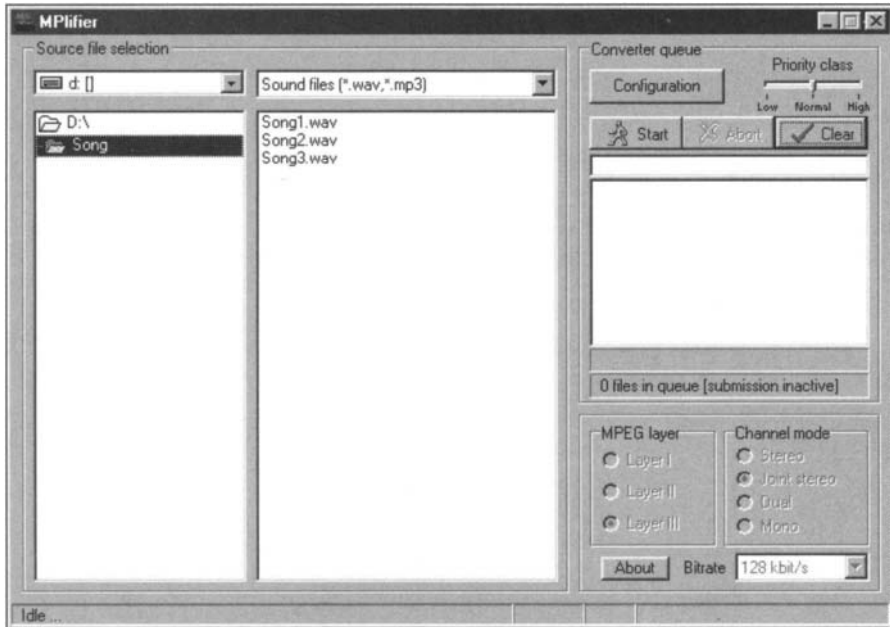 MPlifier
Source file selection
d: []
Sound files (*.wav,*.mp3)
D:\
Song
Song1.wav
Song2.wav
Song3.wav
Converter queue
Configuration
Priority class
Low Normal High
Start
Abort
Clear
0 files in queue [submission inactive]
MPEG layer
Layer I
Layer II
Layer III
Channel mode
Stereo
Joint stereo
Dual
Mono
About
Bitrate
128 kbit/s
Idle ...